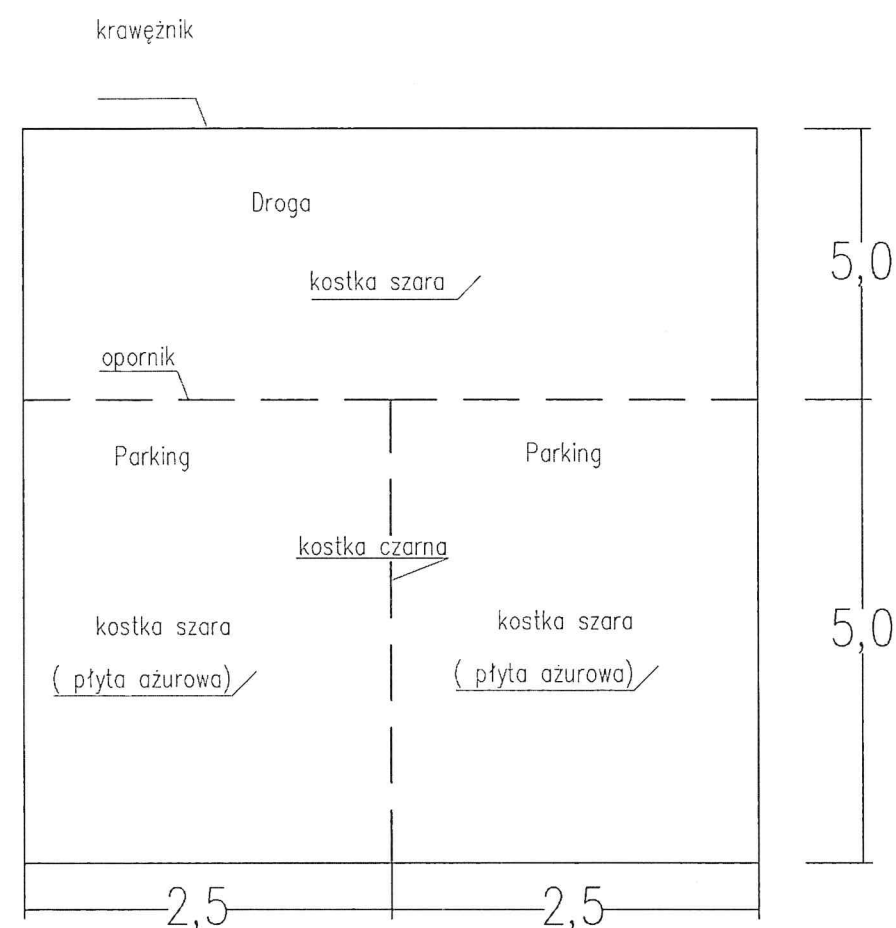 krawężnik
Droga
5,0
kostka szara
opornik
Parking
Parking
kostka czarna
kostka szara
( płyta ażurowa)
kostka szara
( płyta ażurowa)
5,0
2,5
2,5